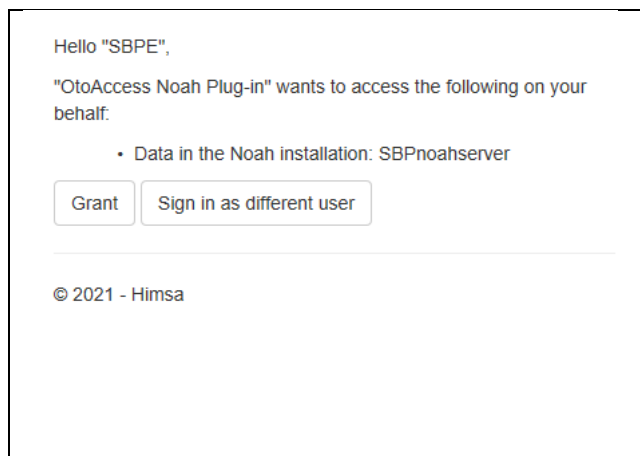 Hello "SBPE",
"OtoAccess Noah Plug-in" wants to access the following on your
behalf:
• Data in the Noah installation: SBPnoahserver
Grant Sign in as different user
© 2021 - Himsa